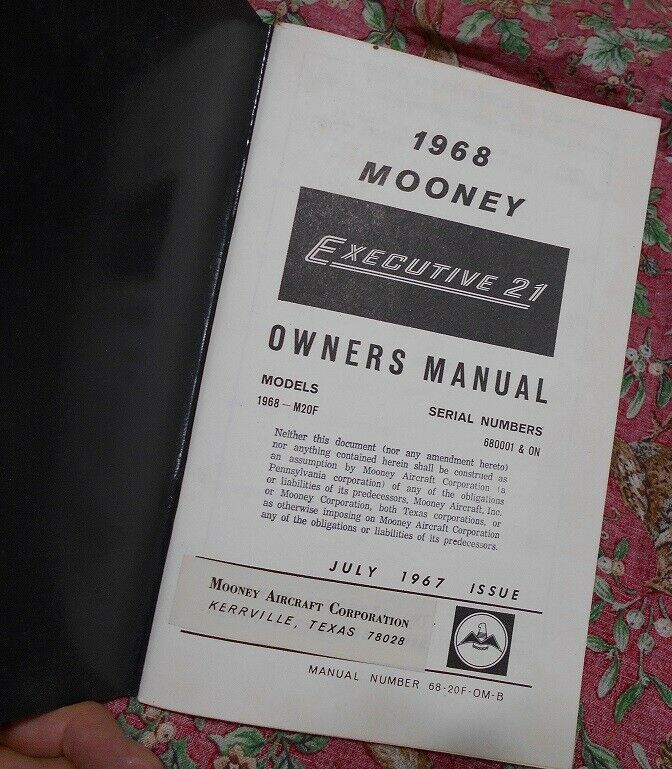 1968
MOONEY
EXECUTIVE 21
OWNERS MANUAL
MODELS
1968—M20F
SERIAL NUMBERS
680001 & ON
Neither this document (nor any amendment hereto)
nor anything contained herein shall be construed as
an assumption by Mooney Aircraft Corporation (a
Pennsylvania corporation) of any of the obligations
or liabilities of its predecessors, Mooney Aircraft, Inc.
or Mooney Corporation, both Texas corporations, or
as otherwise imposing on Mooney Aircraft Corporation
any of the obligations or liabilities of its predecessors.
JULY 1967 ISSUE
MOONEY AIRCRAFT CORPORATION
KERRVILLE, TEXAS 78028
MANUAL NUMBER 68-20F-OM-B